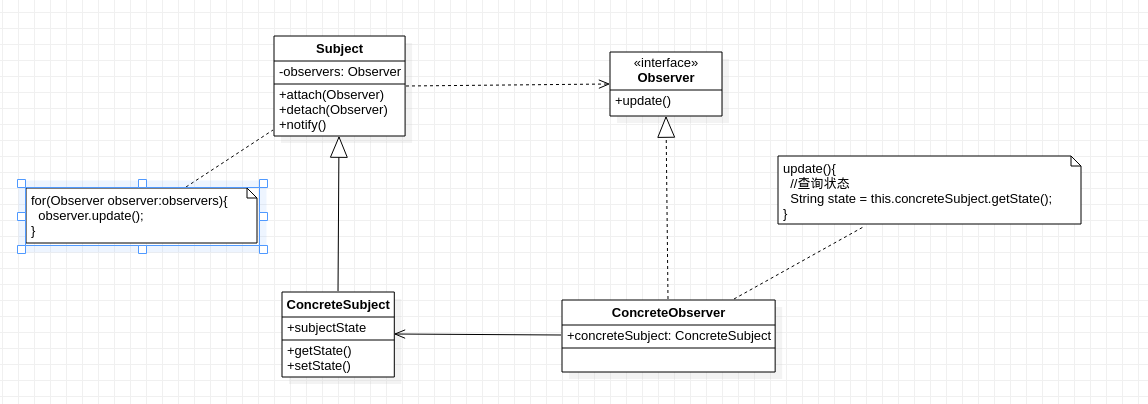 Subject
-observers: Observer
+attach(Observer)
+detach(Observer)
+notify()
«interface»
Observer
+update()
for(Observer observer:observers){
observer.update();
}
update(){
//查询状态
String state = this.concreteSubject.getState();
}
ConcreteSubject
+subjectState
+getState()
+setState()
ConcreteObserver
+concreteSubject: ConcreteSubject